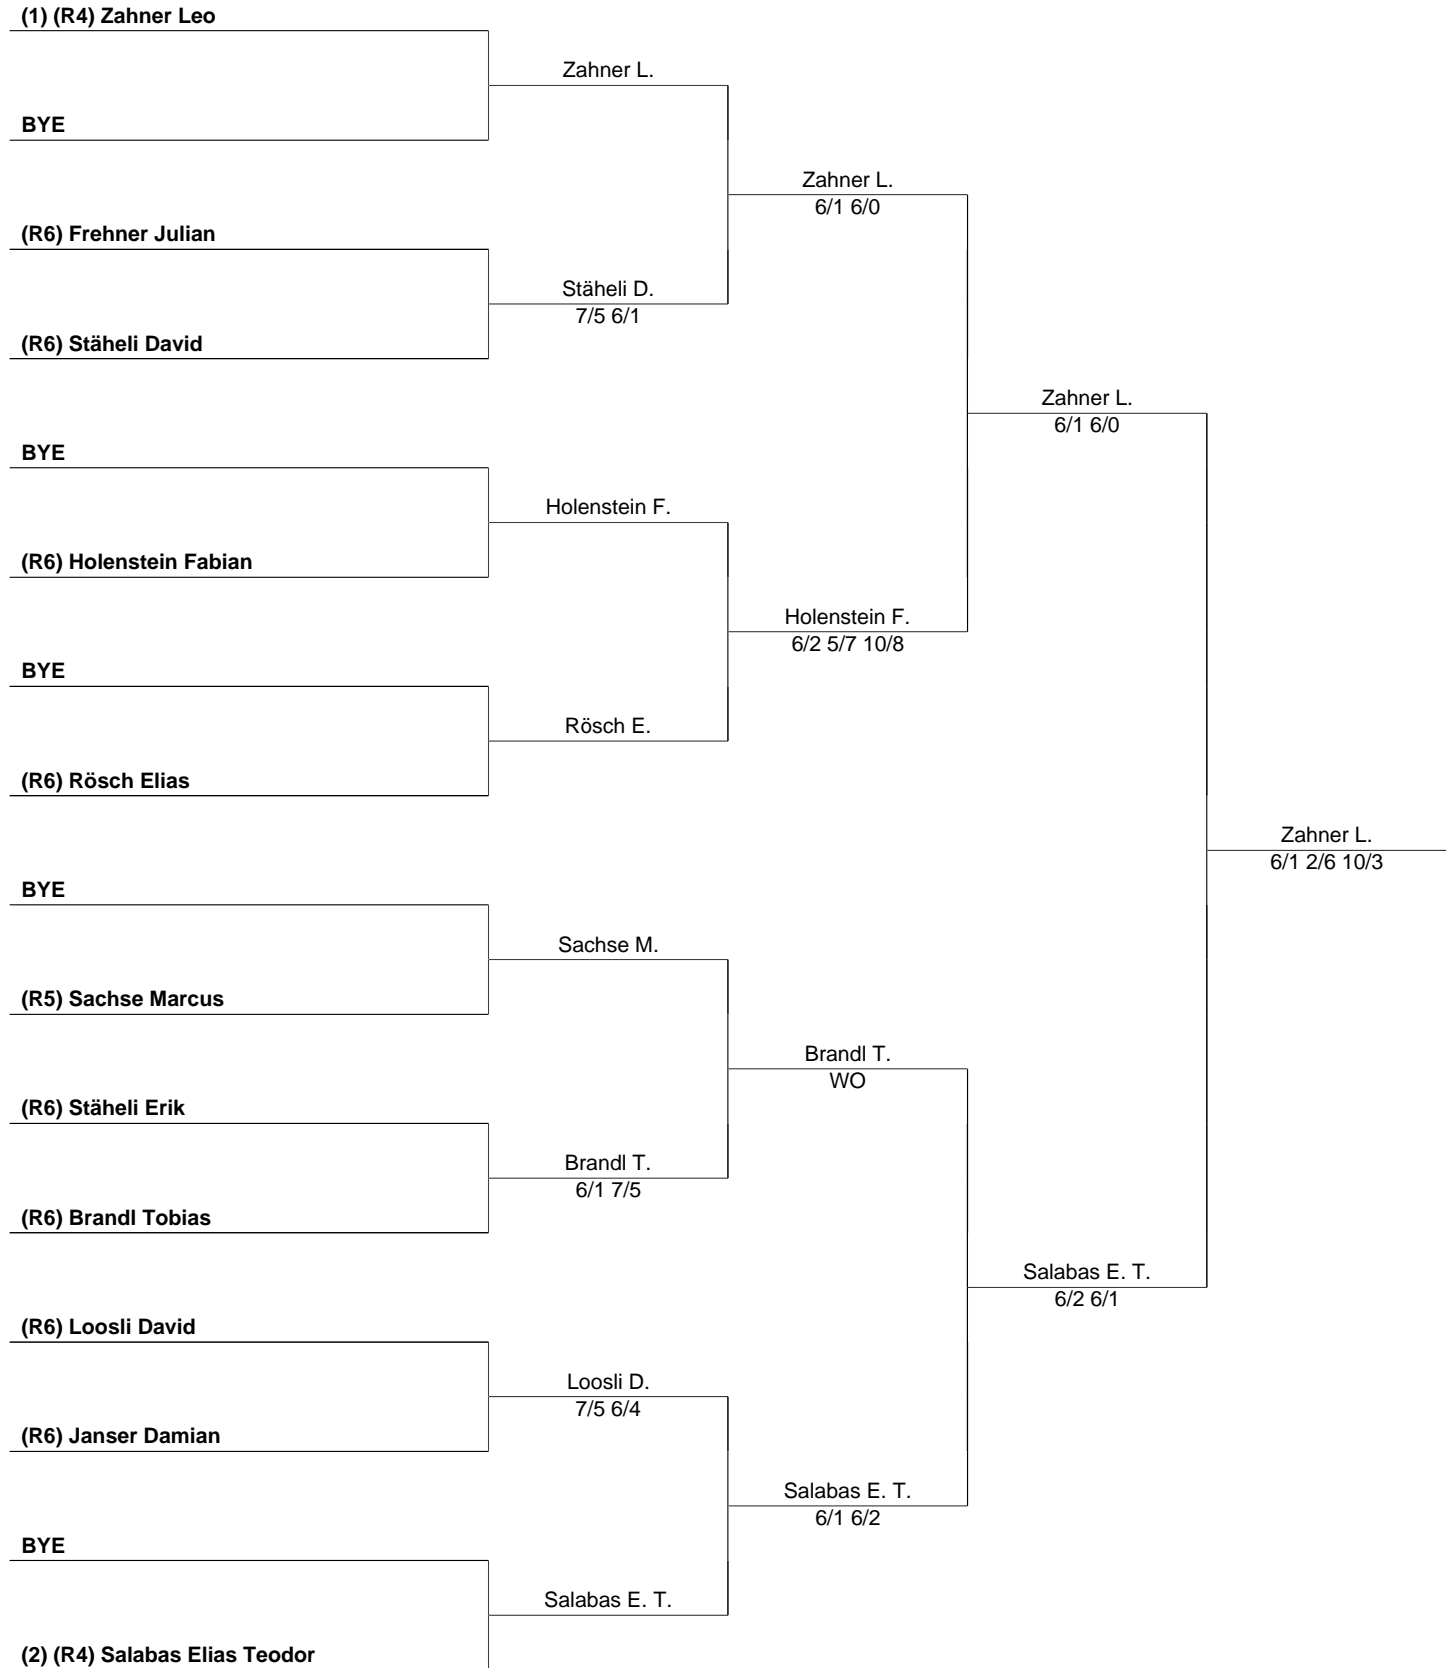 (1) (R4) Zahner Leo
Zahner L.
BYE
Zahner L.
6/1 6/0
(R6) Frehner Julian
Stäheli D.
7/5 6/1
(R6) Stäheli David
Zahner L.
6/1 6/0
BYE
Holenstein F.
(R6) Holenstein Fabian
Holenstein F.
6/2 5/7 10/8
BYE
Rösch E.
(R6) Rösch Elias
Zahner L.
6/1 2/6 10/3
BYE
Sachse M.
(R5) Sachse Marcus
Brandl T.
WO
(R6) Stäheli Erik
Brandl T.
6/1 7/5
(R6) Brandl Tobias
Salabas E. T.
6/2 6/1
(R6) Loosli David
Loosli D.
7/5 6/4
(R6) Janser Damian
Salabas E. T.
6/1 6/2
BYE
Salabas E. T.
(2) (R4) Salabas Elias Teodor